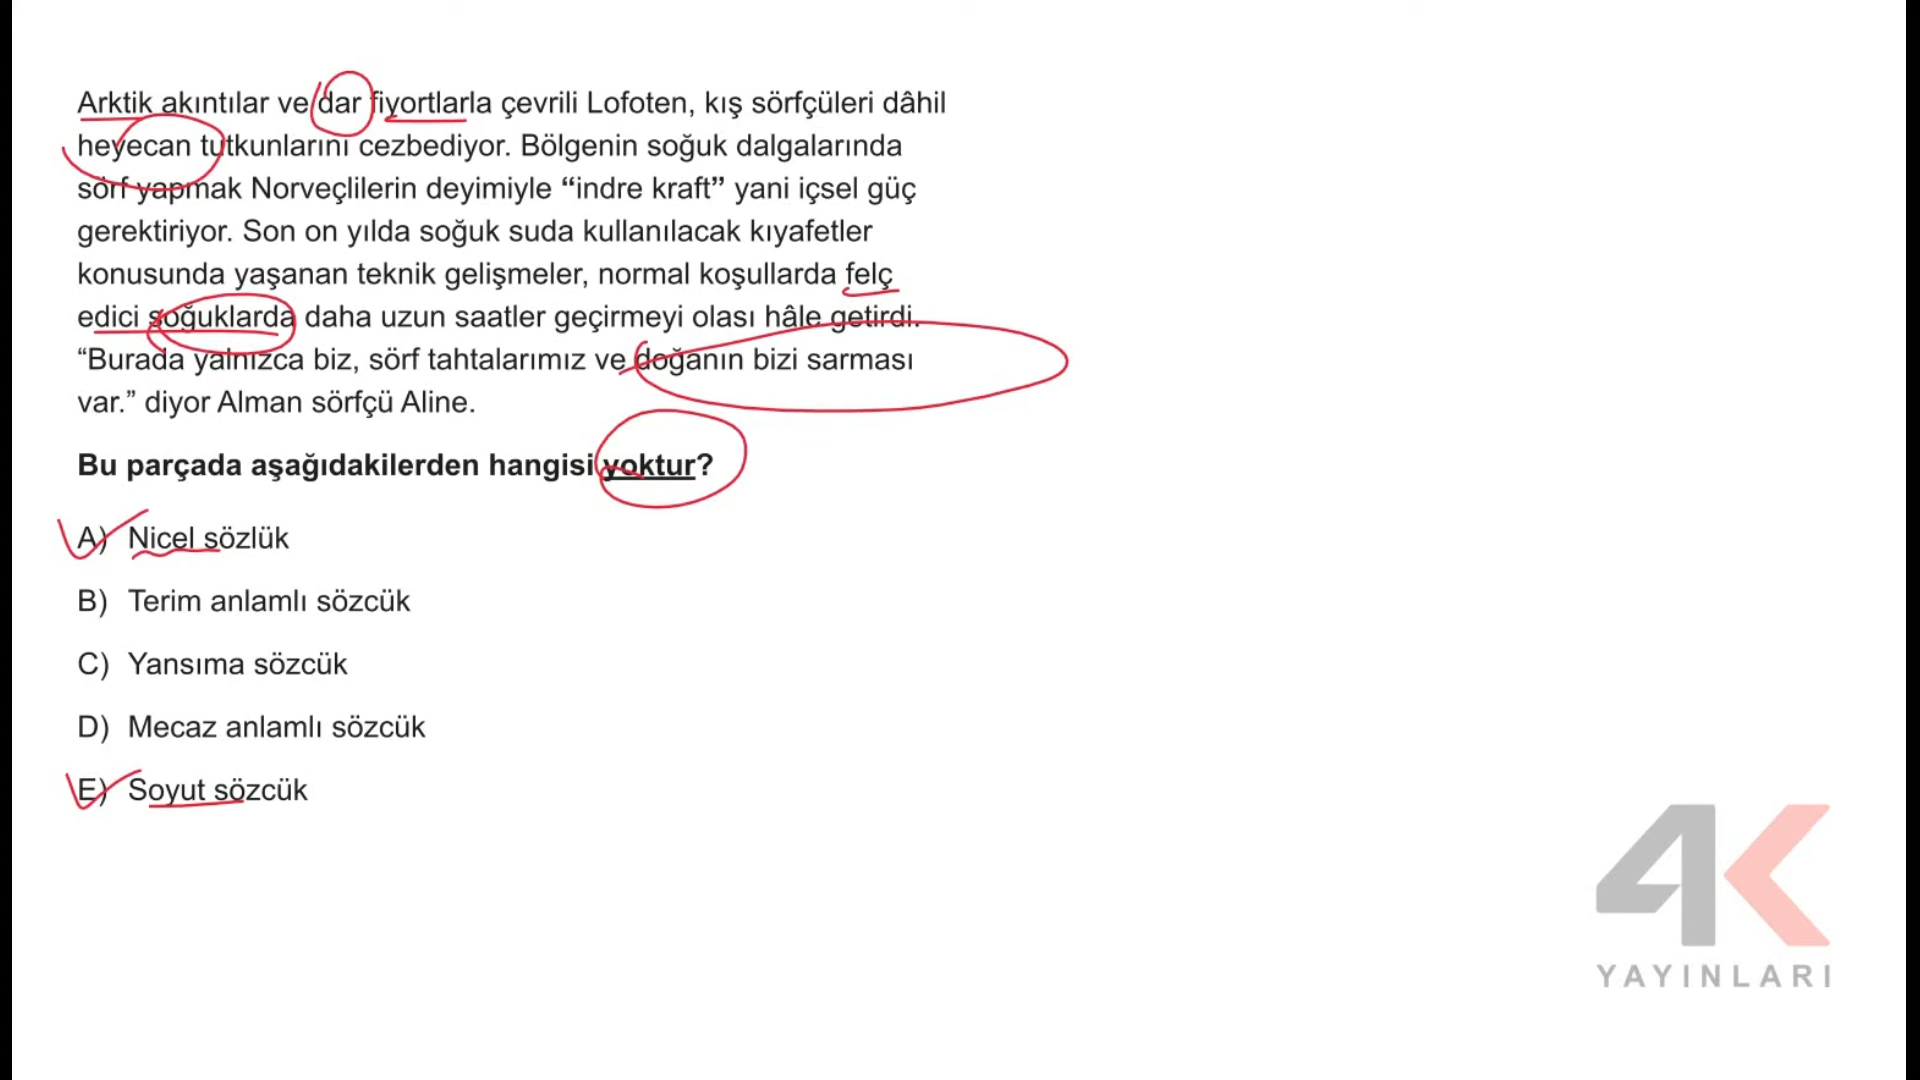 Arktik akıntılar ve dar fiyortlarla çevrili Lofoten, kış sörfçüleri dâhil
heyecan tutkunlarını cezbediyor. Bölgenin soğuk dalgalarında
sörf yapmak Norveçlilerin deyimiyle “indre kraft” yani içsel güç
gerektiriyor. Son on yılda soğuk suda kullanılacak kıyafetler
konusunda yaşanan teknik gelişmeler, normal koşullarda felç
edici soğuklarda daha uzun saatler geçirmeyi olası hâle getirdi.
“Burada yalnızca biz, sörf tahtalarımız ve doğanın bizi sarması
var.” diyor Alman sörfçü Aline.
Bu parçada aşağıdakilerden hangisi yoktur?
A) Nicel sözlük
B) Terim anlamlı sözcük
C) Yansıma sözcük
D) Mecaz anlamlı sözcük
E) Soyut sözcük
4K
YAYINLARI